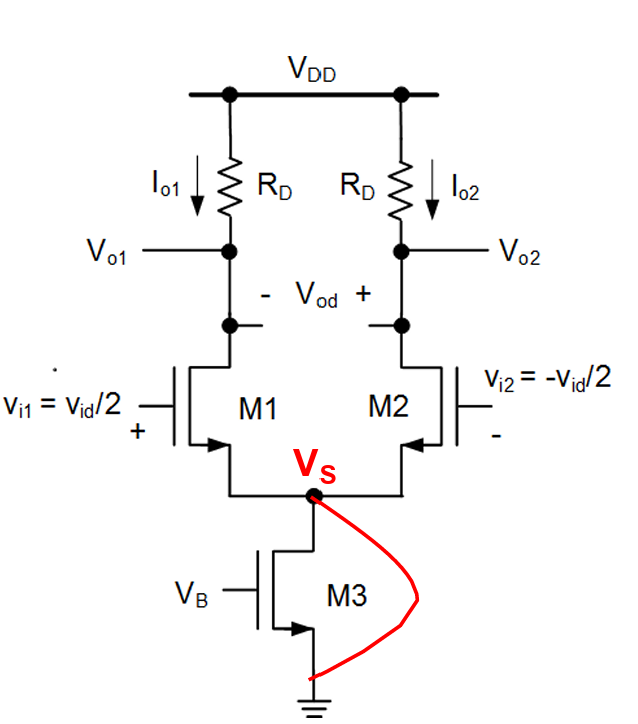 VDD
Io1 RD RD Io2
Vo1 Vo2
- Vod +
vi1 = vid/2 M1 M2 vi2 = -vid/2
+ -
VS
VB M3